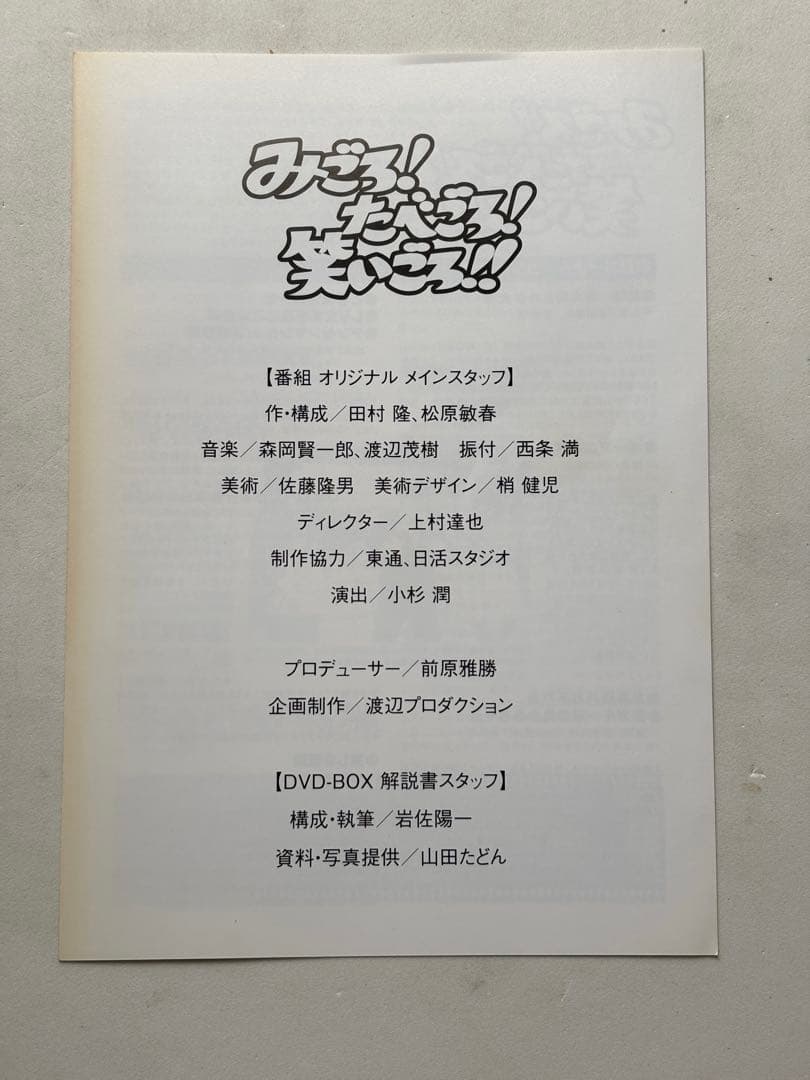 みごろ!
たべごろ!
笑いごろ!!
【番組 オリジナル メインスタッフ】
作・構成／田村 隆、松原敏春
音楽／森岡賢一郎、渡辺茂樹　振付／西条 満
美術／佐藤隆男　美術デザイン／梢 健児
ディレクター／上村達也
制作協力／東通、日活スタジオ
演出／小杉 潤
プロデューサー／前原雅勝
企画制作／渡辺プロダクション
【DVD-BOX 解説書スタッフ】
構成・執筆／岩佐陽一
資料・写真提供／山田たどん